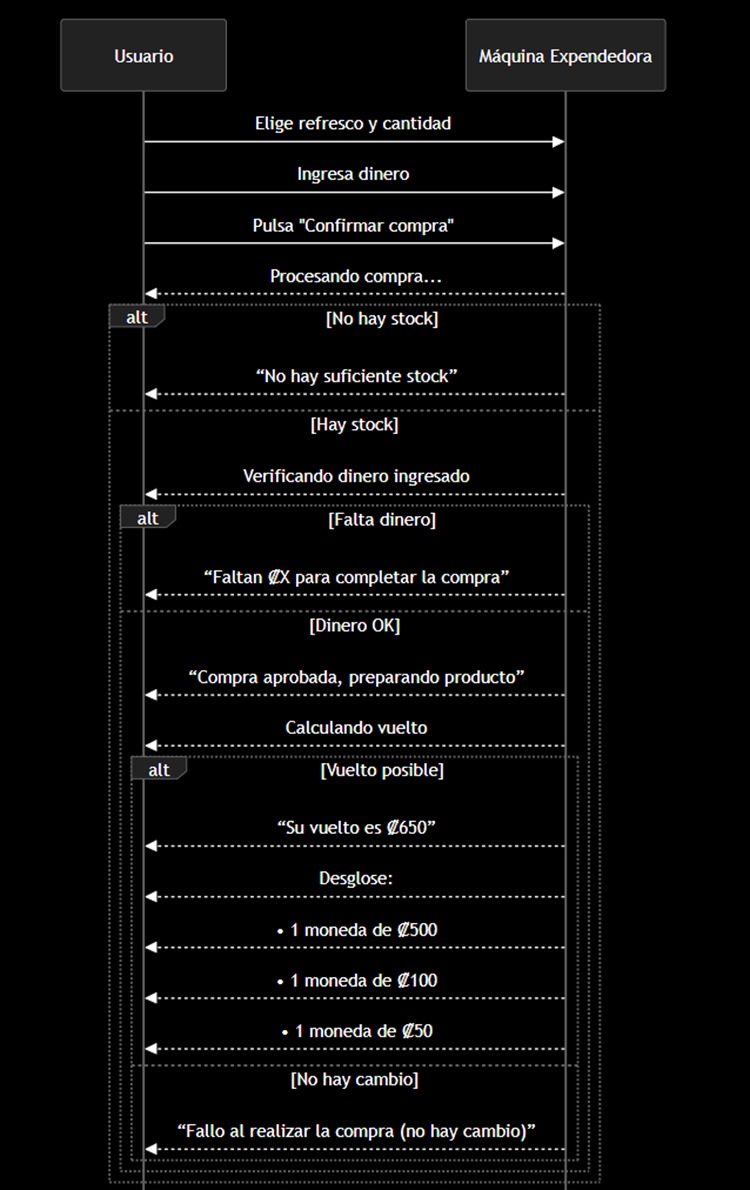 Usuario
Máquina Expendedora
Elige refresco y cantidad
Ingresa dinero
Pulsa "Confirmar compra"
Procesando compra...
alt
[No hay stock]
“No hay suficiente stock”
[Hay stock]
Verificando dinero ingresado
alt
[Falta dinero]
“Faltan ₡X para completar la compra”
[Dinero OK]
“Compra aprobada, preparando producto”
Calculando vuelto
alt
[Vuelto posible]
“Su vuelto es ₡650”
Desglose:
• 1 moneda de ₡500
• 1 moneda de ₡100
• 1 moneda de ₡50
[No hay cambio]
“Fallo al realizar la compra (no hay cambio)”